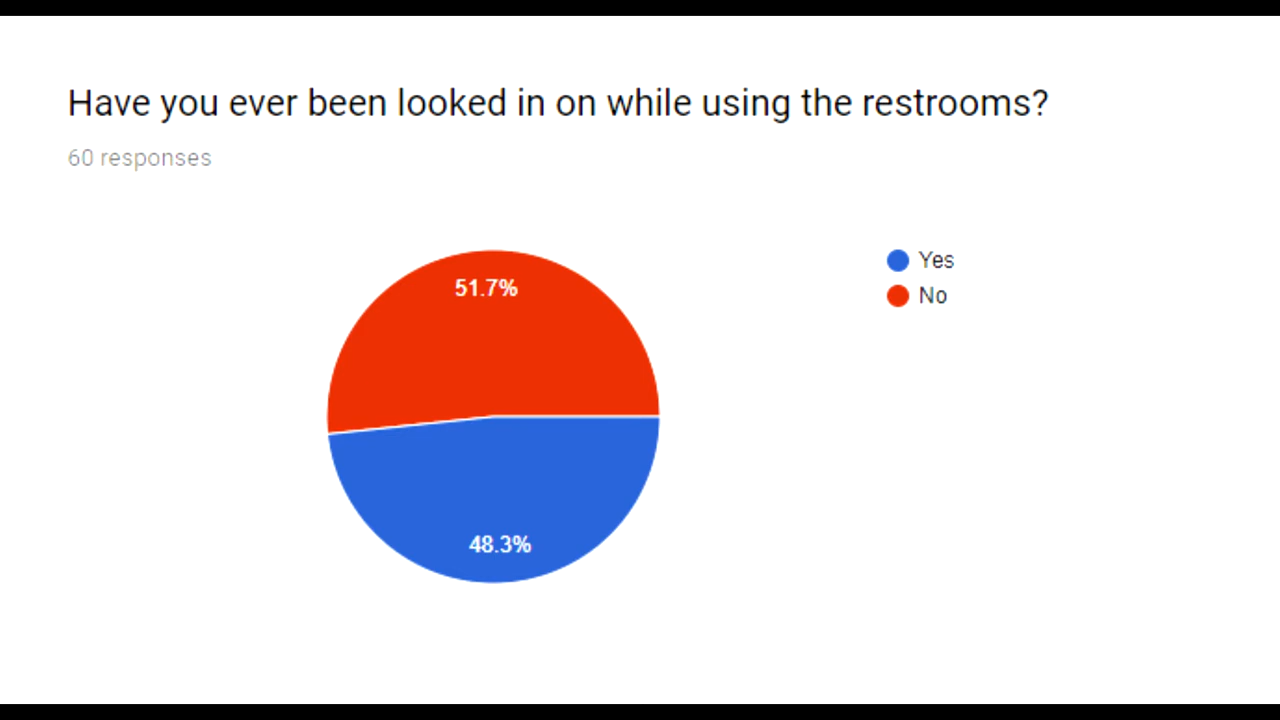 Have you ever been looked in on while using the restrooms?
60 responses
Yes
No
51.7%
48.3%